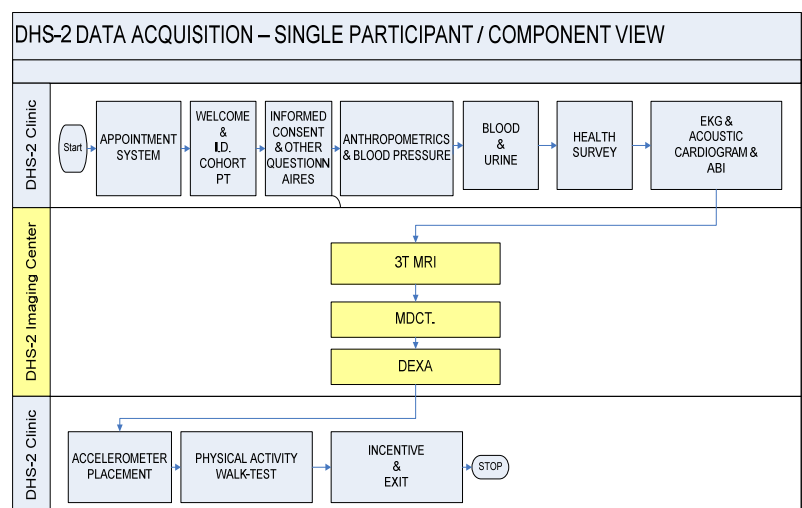 DHS-2 DATA ACQUISITION – SINGLE PARTICIPANT / COMPONENT VIEW
DHS-2 Clinic
Start
APPOINTMENT
SYSTEM
WELCOME
&
I.D.
COHORT
PT
INFORMED
CONSENT
& OTHER
QUESTIONN
AIRES
ANTHROPOMETRICS
& BLOOD PRESSURE
BLOOD
&
URINE
HEALTH
SURVEY
EKG &
ACOUSTIC
CARDIOGRAM &
ABI
DHS-2 Imaging Center
3T MRI
MDCT.
DEXA
DHS-2 Clinic
ACCELEROMETER
PLACEMENT
PHYSICAL ACTIVITY
WALK-TEST
INCENTIVE
&
EXIT
STOP